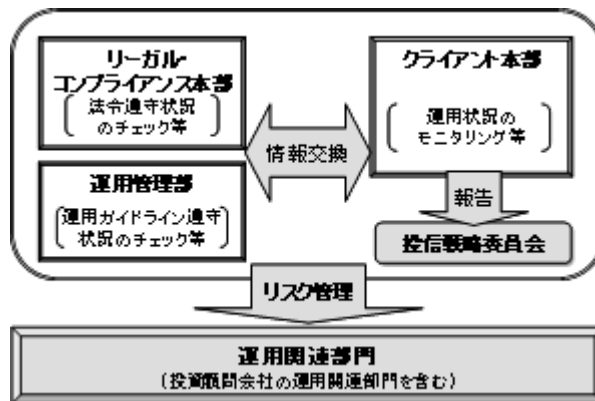 リーガル・
コンプライアンス本部
法令遵守状況
のチェック等
運用管理部
運用ガイドライン遵守
状況のチェック等
情報交換
クライアント本部
運用状況の
モニタリング等
報告
投信戦略委員会
リスク管理
運用関連部門
（投資顧問会社の運用関連部門を含む）